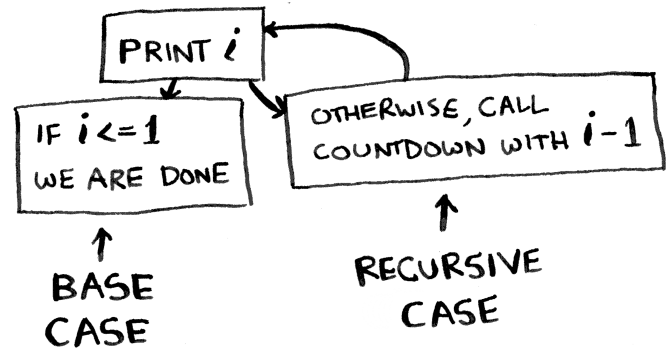 PRINT i
IF i <= 1
WE ARE DONE
OTHERWISE, CALL
COUNTDOWN WITH i - 1
BASE
CASE
RECURSIVE
CASE